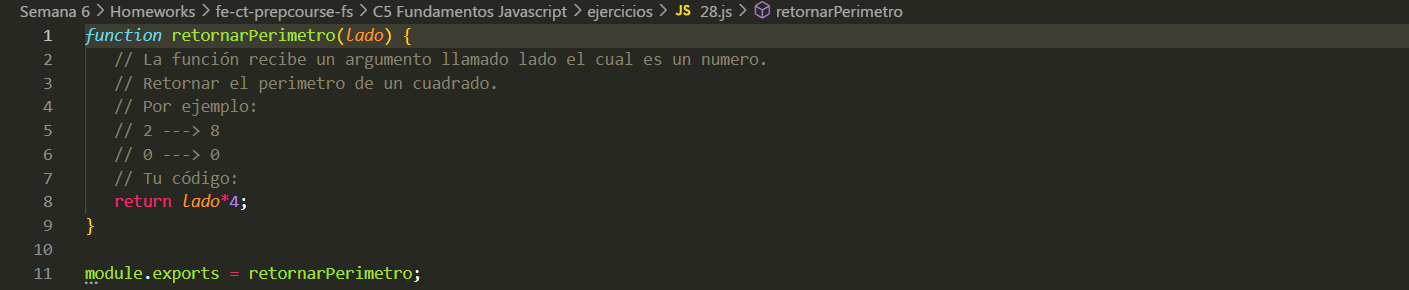 Semana 6 > Homeworks > fe-ct-prepcourse-fs > C5 Fundamentos Javascript > ejercicios > JS 28.js > retornarPerimetro
1 function retornarPerimetro(lado) {
2 // La función recibe un argumento llamado lado el cual es un numero.
3 // Retornar el perimetro de un cuadrado.
4 // Por ejemplo:
5 // 2 ---> 8
6 // 0 ---> 0
7 // Tu código:
8 return lado*4;
9 }
10
11 module.exports = retornarPerimetro;